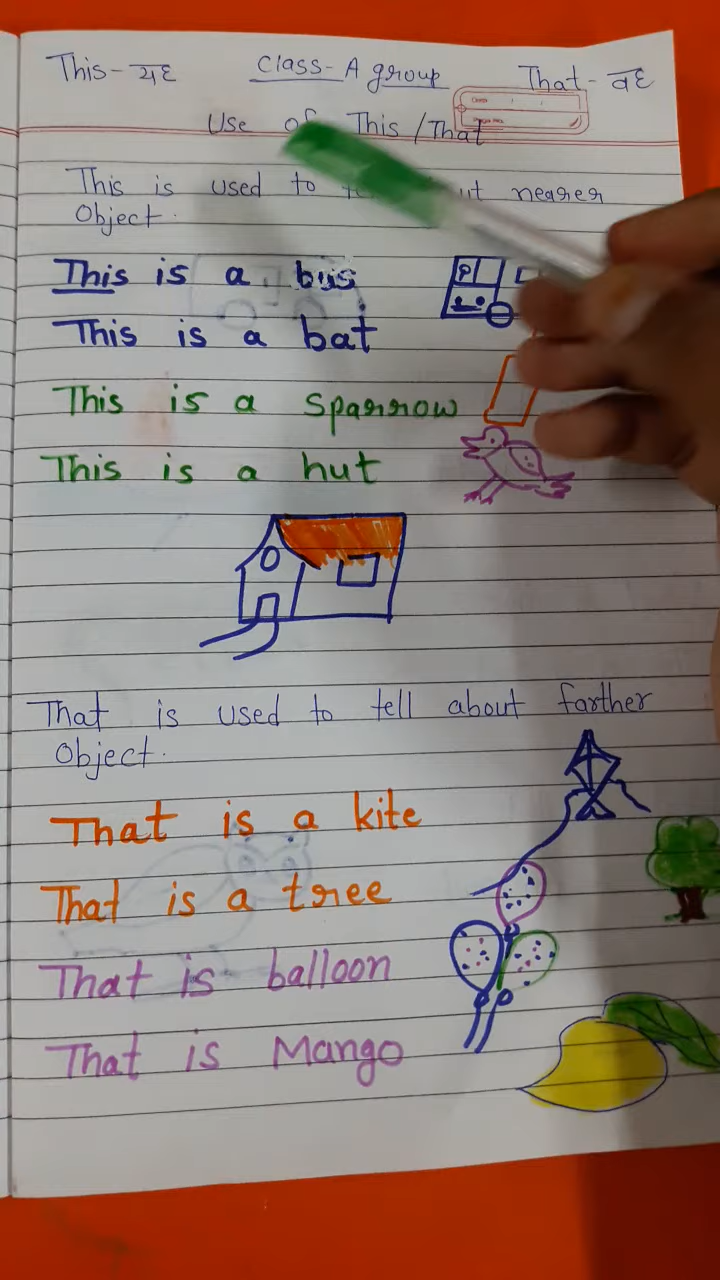 This - यह Class - A group That - वह
Use of This / That
This is used to nearer
Object.
This is a bus
This is a bat
This is a sparrow
This is a hut
That is used to tell about farther
Object.
That is a kite
That is a tree
That is balloon
That is Mango